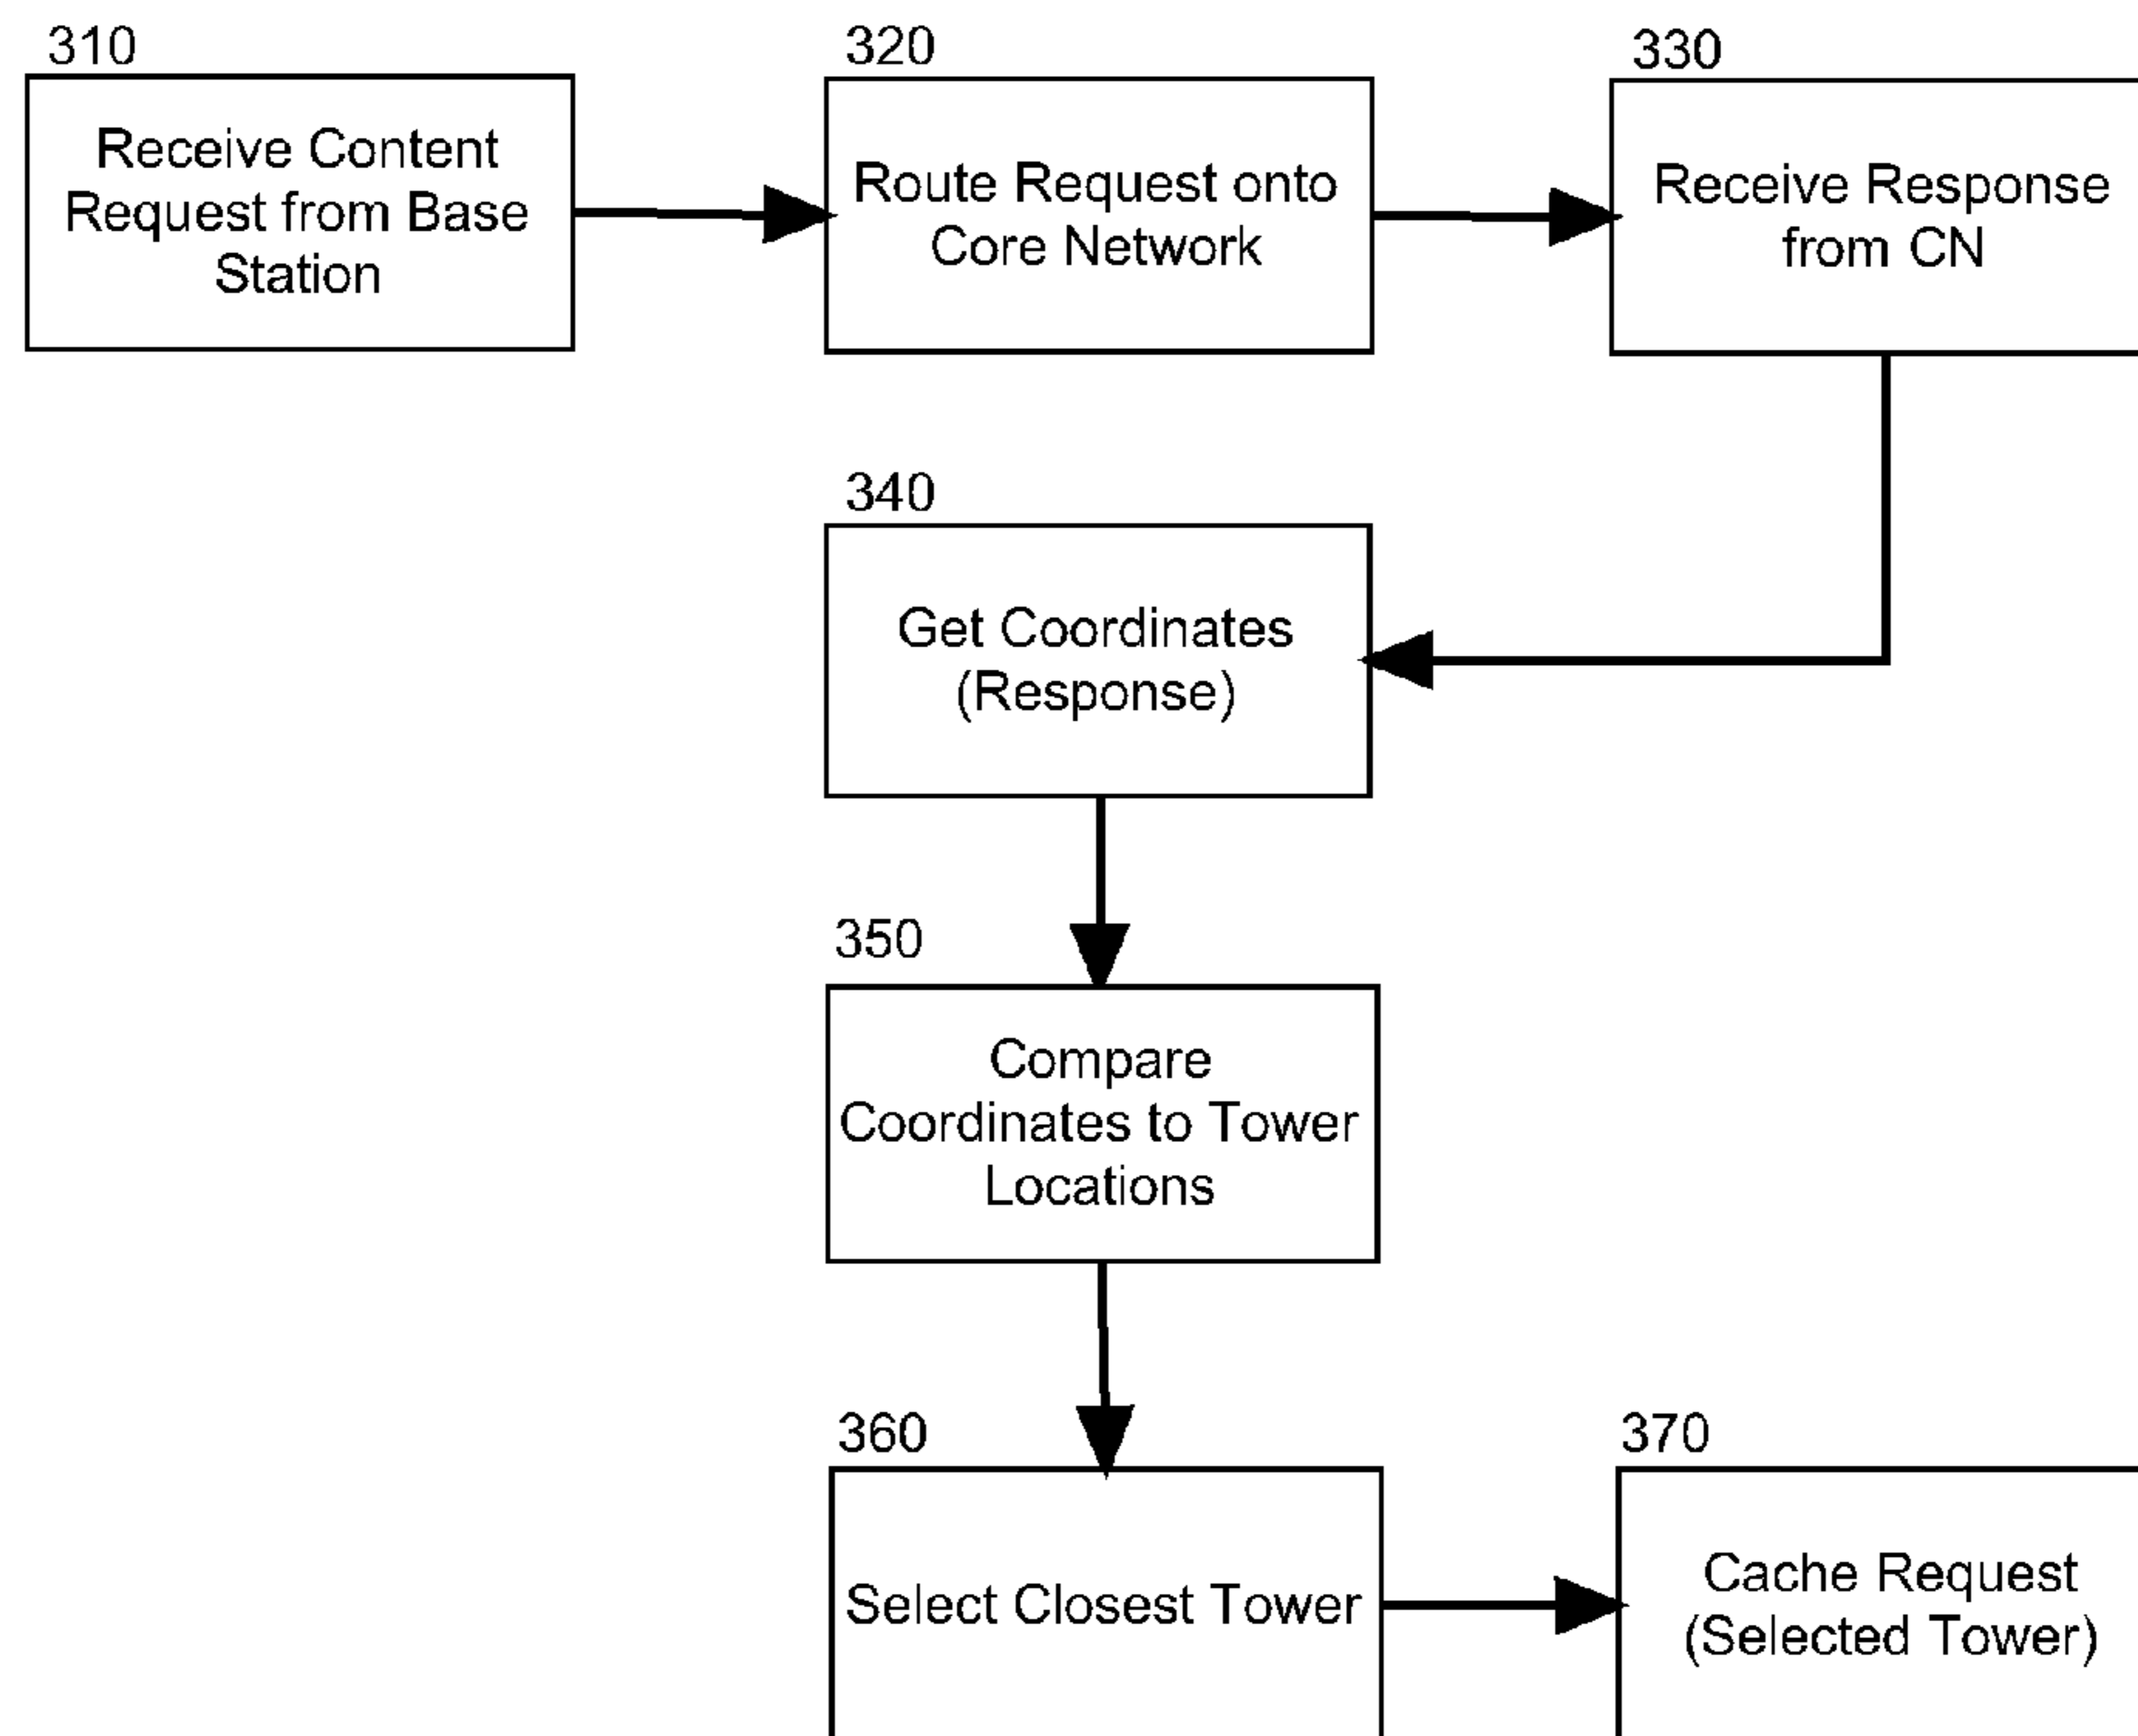 310
Receive Content
Request from Base
Station
320
Route Request onto
Core Network
330
Receive Response
from CN
340
Get Coordinates
(Response)
350
Compare
Coordinates to Tower
Locations
360
Select Closest Tower
370
Cache Request
(Selected Tower)